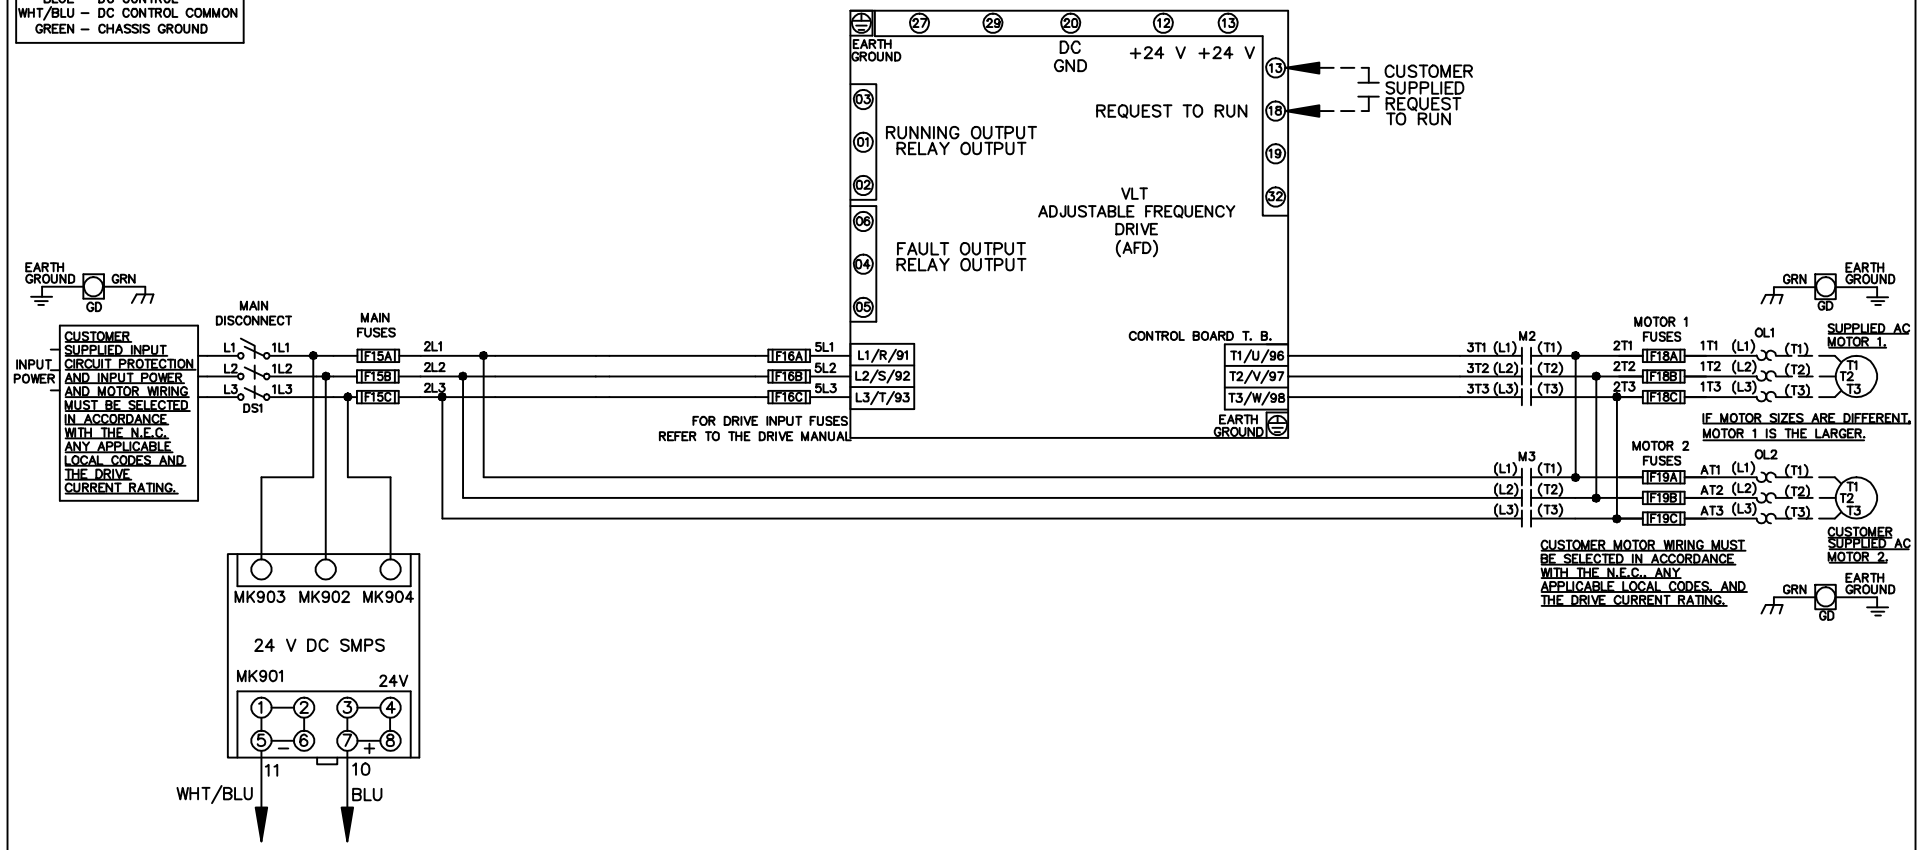 WHT/BLU – DC CONTROL COMMON
GREEN – CHASSIS GROUND
27 29 20 12 13
EARTH
GROUND
DC
GND
+24 V +24 V
13
18
19
32
REQUEST TO RUN
CUSTOMER
SUPPLIED
REQUEST
TO RUN
03
01
02
RUNNING OUTPUT
RELAY OUTPUT
06
04
05
FAULT OUTPUT
RELAY OUTPUT
VLT
ADJUSTABLE FREQUENCY
DRIVE
(AFD)
CONTROL BOARD T. B.
EARTH
GROUND
GRN
GD
INPUT
POWER
CUSTOMER
SUPPLIED INPUT
CIRCUIT PROTECTION
AND INPUT POWER
AND MOTOR WIRING
MUST BE SELECTED
IN ACCORDANCE
WITH THE N.E.C.
ANY APPLICABLE
LOCAL CODES AND
THE DRIVE
CURRENT RATING.
MAIN
DISCONNECT
L1 1L1
L2 1L2
L3 1L3
DS1
MAIN
FUSES
F15A 2L1
F15B 2L2
F15C 2L3
F16A 5L1 L1/R/91
F16B 5L2 L2/S/92
F16C 5L3 L3/T/93
FOR DRIVE INPUT FUSES
REFER TO THE DRIVE MANUAL
T1/U/96
T2/V/97
T3/W/98
EARTH
GROUND
M2
3T1 (L1) (T1)
3T2 (L2) (T2)
3T3 (L3) (T3)
MOTOR 1
FUSES
2T1 F18A 1T1 (L1) (T1)
2T2 F18B 1T2 (L2) (T2)
2T3 F18C 1T3 (L3) (T3)
OL1
T1
T2
T3
GRN
EARTH
GROUND
GD
SUPPLIED AC
MOTOR 1.
IF MOTOR SIZES ARE DIFFERENT,
MOTOR 1 IS THE LARGER.
M3
(L1) (T1)
(L2) (T2)
(L3) (T3)
MOTOR 2
FUSES
F19A AT1 (L1) (T1)
F19B AT2 (L2) (T2)
F19C AT3 (L3) (T3)
OL2
T1
T2
T3
CUSTOMER
SUPPLIED AC
MOTOR 2.
CUSTOMER MOTOR WIRING MUST
BE SELECTED IN ACCORDANCE
WITH THE N.E.C., ANY
APPLICABLE LOCAL CODES, AND
THE DRIVE CURRENT RATING.
GRN
EARTH
GROUND
GD
MK903 MK902 MK904
24 V DC SMPS
MK901
24V
1 2 3 4
5 – 6 7 + 8
11 10
WHT/BLU BLU